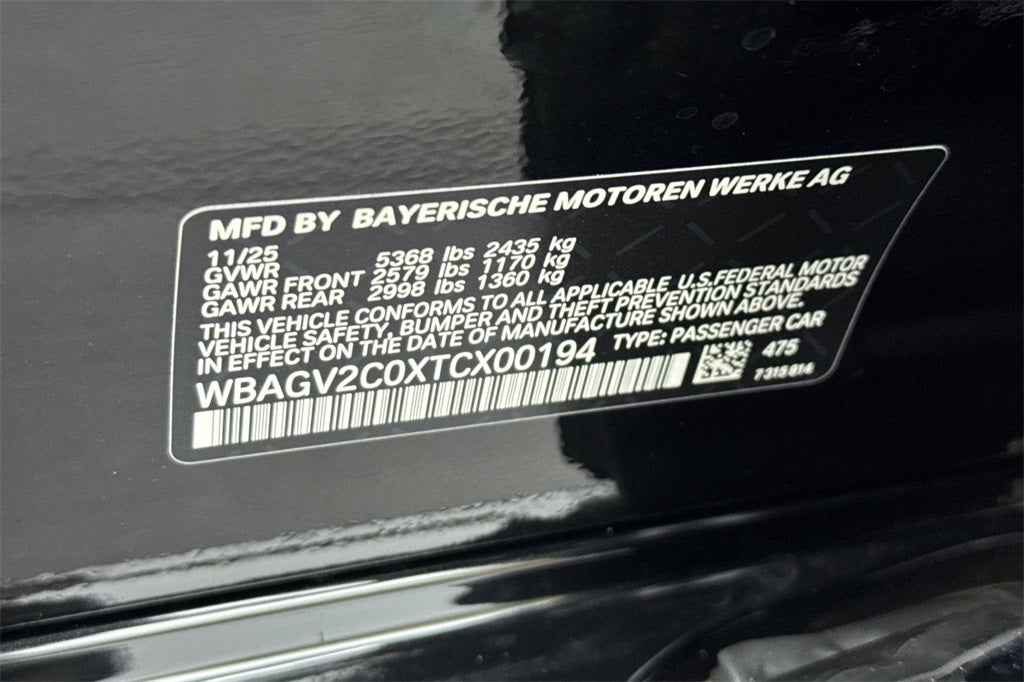 MFD BY BAYERISCHE MOTOREN WERKE AG
11/25
GVWR 5368 lbs 2435 kg
GAWR FRONT 2579 lbs 1170 kg
GAWR REAR 2998 lbs 1360 kg
THIS VEHICLE CONFORMS TO ALL APPLICABLE U.S.FEDERAL MOTOR
VEHICLE SAFETY, BUMPER AND THEFT PREVENTION STANDARDS
IN EFFECT ON THE DATE OF MANUFACTURE SHOWN ABOVE.
WBAGV2C0XTCX00194 TYPE: PASSENGER CAR
475
7315814